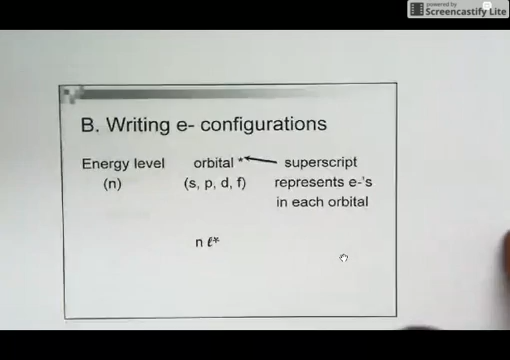 powered by
Screencastify Lite
B. Writing e- configurations
Energy level orbital * superscript
(n) (s, p, d, f) represents e-'s
in each orbital
n ℓ*